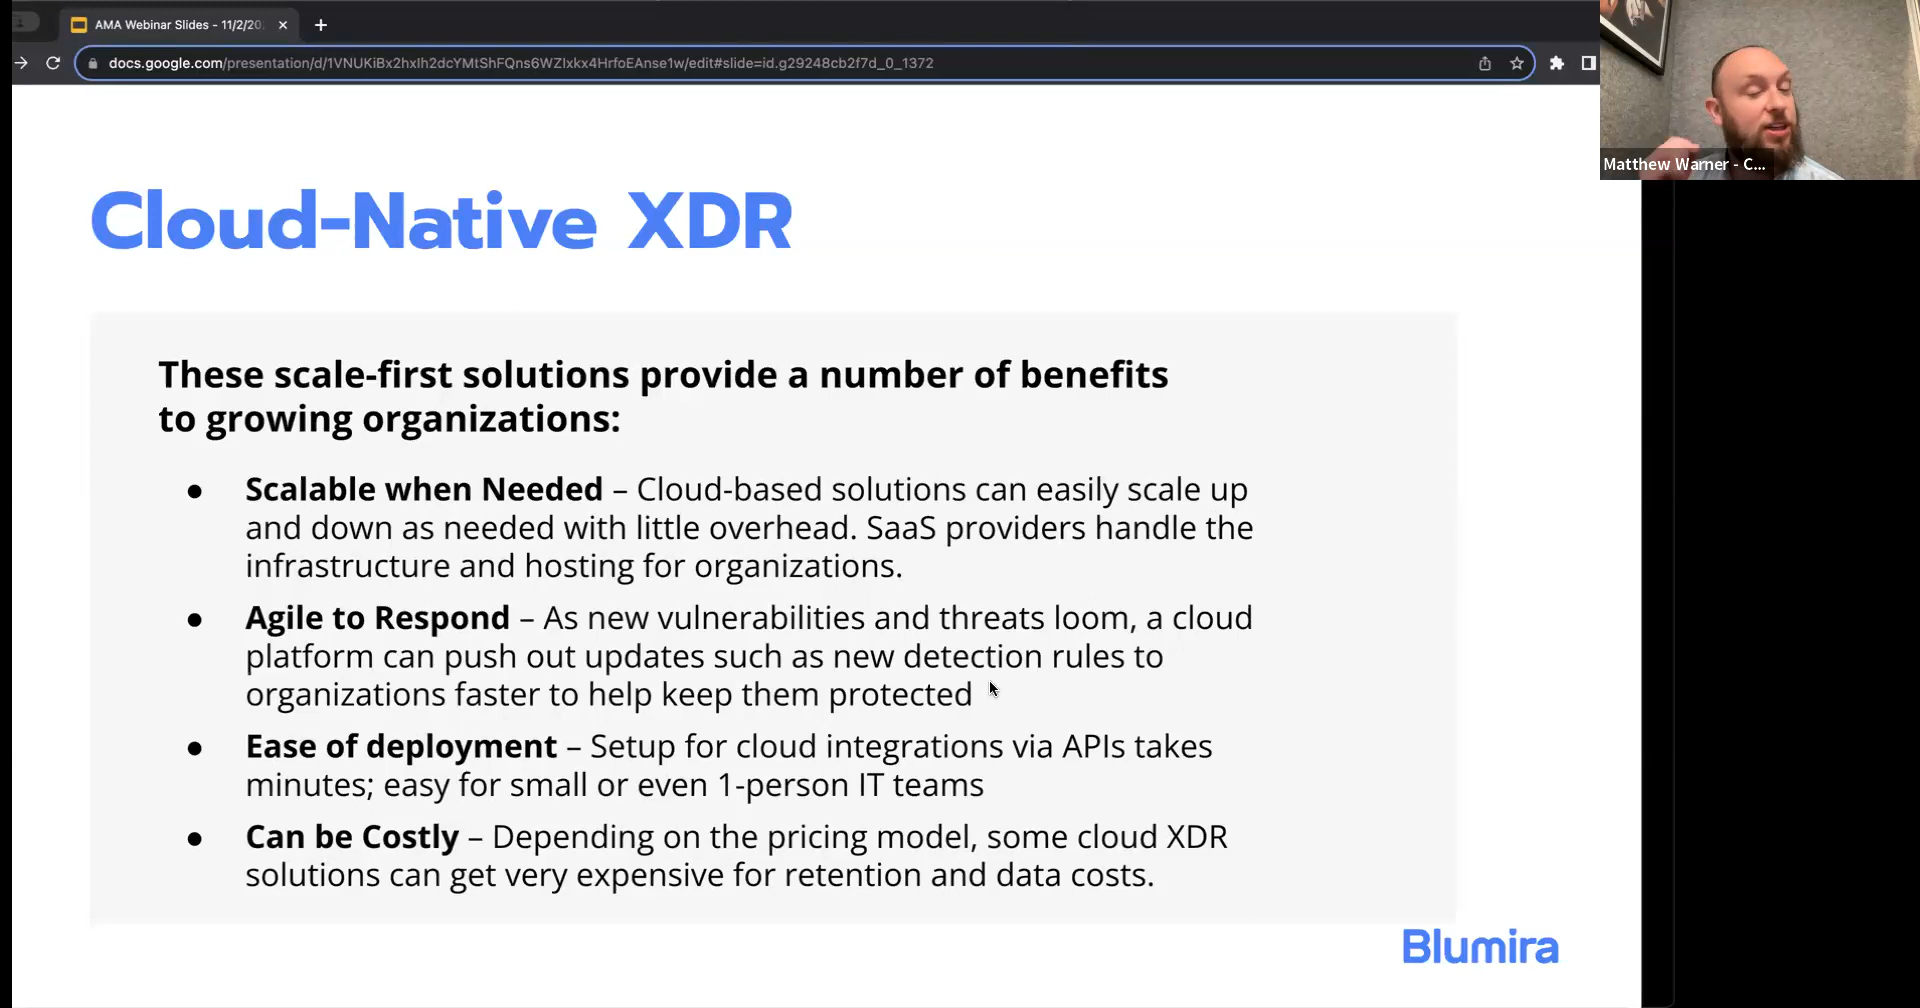 AMA Webinar Slides - 11/2/20
docs.google.com/presentation/d/1VNUKiBx2hxIh2dcYMtShFQns6WZIxkx4HrfoEAnse1w/edit#slide=id.g29248cb2f7d_0_1372
Matthew Warner - C...
Cloud-Native XDR
These scale-first solutions provide a number of benefits
to growing organizations:
● Scalable when Needed – Cloud-based solutions can easily scale up
and down as needed with little overhead. SaaS providers handle the
infrastructure and hosting for organizations.
● Agile to Respond – As new vulnerabilities and threats loom, a cloud
platform can push out updates such as new detection rules to
organizations faster to help keep them protected
● Ease of deployment – Setup for cloud integrations via APIs takes
minutes; easy for small or even 1-person IT teams
● Can be Costly – Depending on the pricing model, some cloud XDR
solutions can get very expensive for retention and data costs.
Blumira